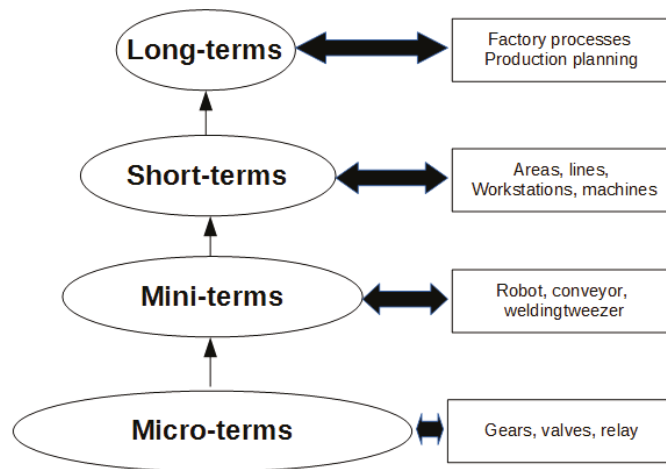 Long-terms
Factory processes
Production planning
Short-terms
Areas, lines,
Workstations, machines
Mini-terms
Robot, conveyor,
weldingtweezer
Micro-terms
Gears, valves, relay